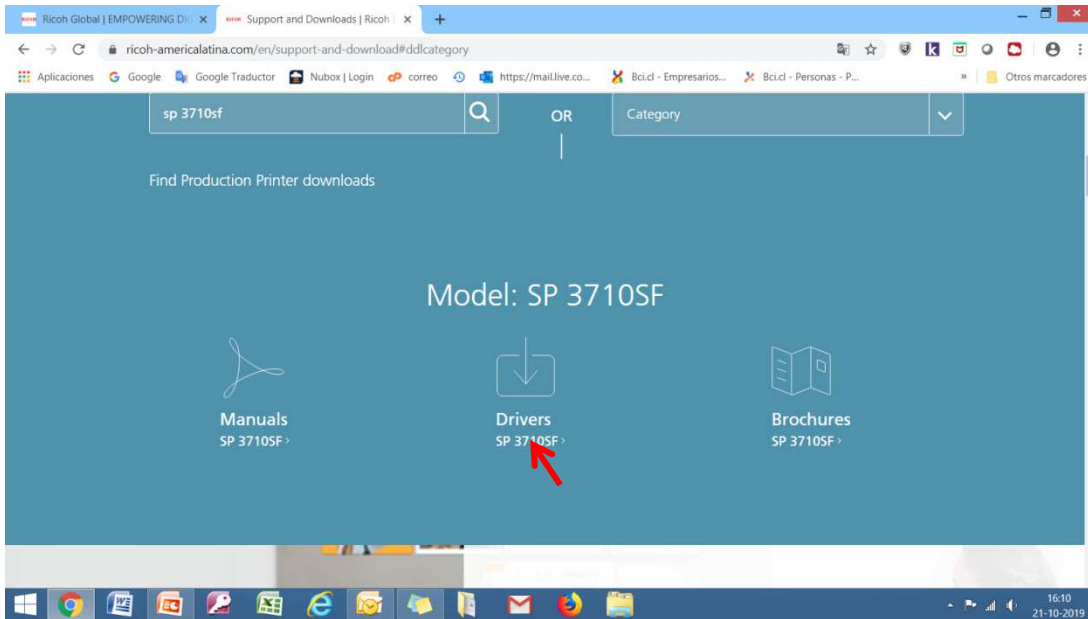 RICOH Ricoh Global | EMPOWERING DI
RICOH Support and Downloads | Ricoh
ricoh-americalatina.com/en/support-and-download#ddlcategory
Aplicaciones Google Google Traductor Nubox | Login correo https://mail.live.co... Bci.cl - Empresarios... Bci.cl - Personas - P... » Otros marcadores
sp 3710sf
OR
Category
Find Production Printer downloads
Model: SP 3710SF
Manuals
SP 3710SF ›
Drivers
SP 3710SF ›
Brochures
SP 3710SF ›
16:10
21-10-2019